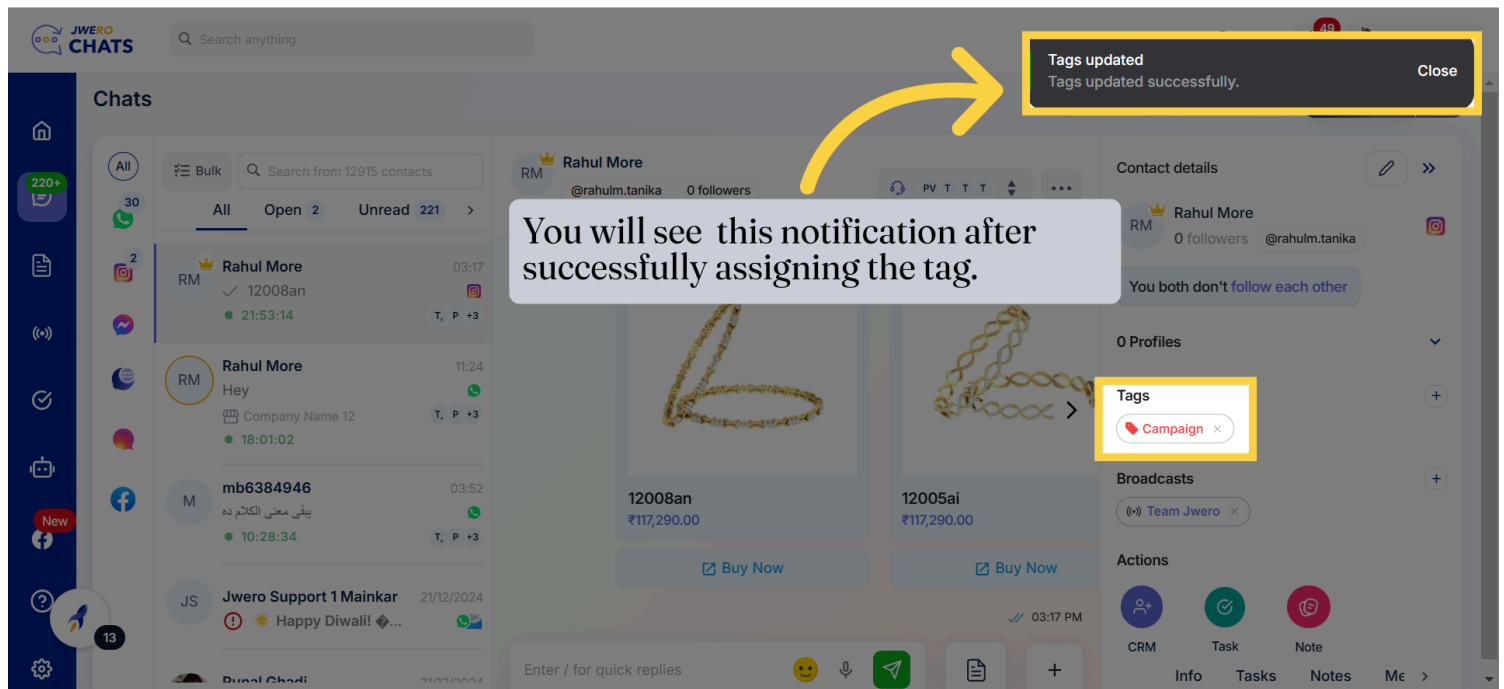 JWERO
CHATS
Search anything
49
Tags updated
Tags updated successfully.
Close
Chats
220+
New
13
All
30
2
Bulk
Search from 12915 contacts
All
Open 2
Unread 221
RM
Rahul More
03:17
12008an
21:53:14
T, P +3
RM
Rahul More
11:24
Hey
Company Name 12
T, P +3
18:01:02
M
mb6384946
03:52
يبقى معنى الكلام ده
10:28:34
T, P +3
JS
Jwero Support 1 Mainkar
21/12/2024
Happy Diwali! �...
Punal Ghadi
21/12/2024
RM
Rahul More
@rahulm.tanika
0 followers
PV T T T
You will see this notification after
successfully assigning the tag.
12008an
₹117,290.00
Buy Now
12005ai
₹117,290.00
Buy Now
03:17 PM
Enter / for quick replies
Contact details
RM
Rahul More
0 followers
@rahulm.tanika
You both don't follow each other
0 Profiles
Tags
Campaign
Broadcasts
Team Jwero
Actions
CRM
Task
Note
Info
Tasks
Notes
Me